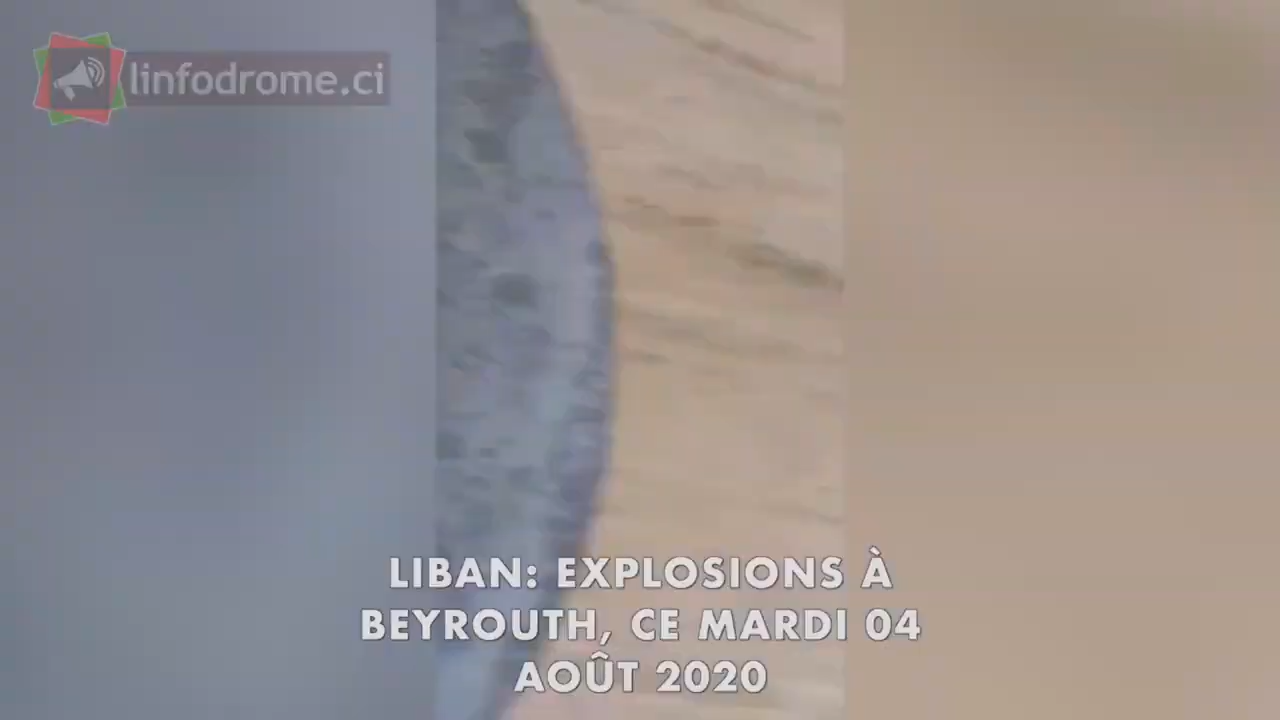 linfodrome.ci
LIBAN: EXPLOSIONS À
BEYROUTH, CE MARDI 04
AOÛT 2020